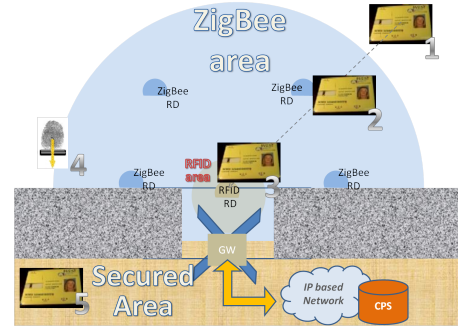 ZigBee
area
1
ZigBee
RD
ZigBee
RD
2
4
RFID
area
3
ZigBee
RD
ZigBee
RD
RFID
RD
GW
Secured
Area
5
IP based
Network
CPS